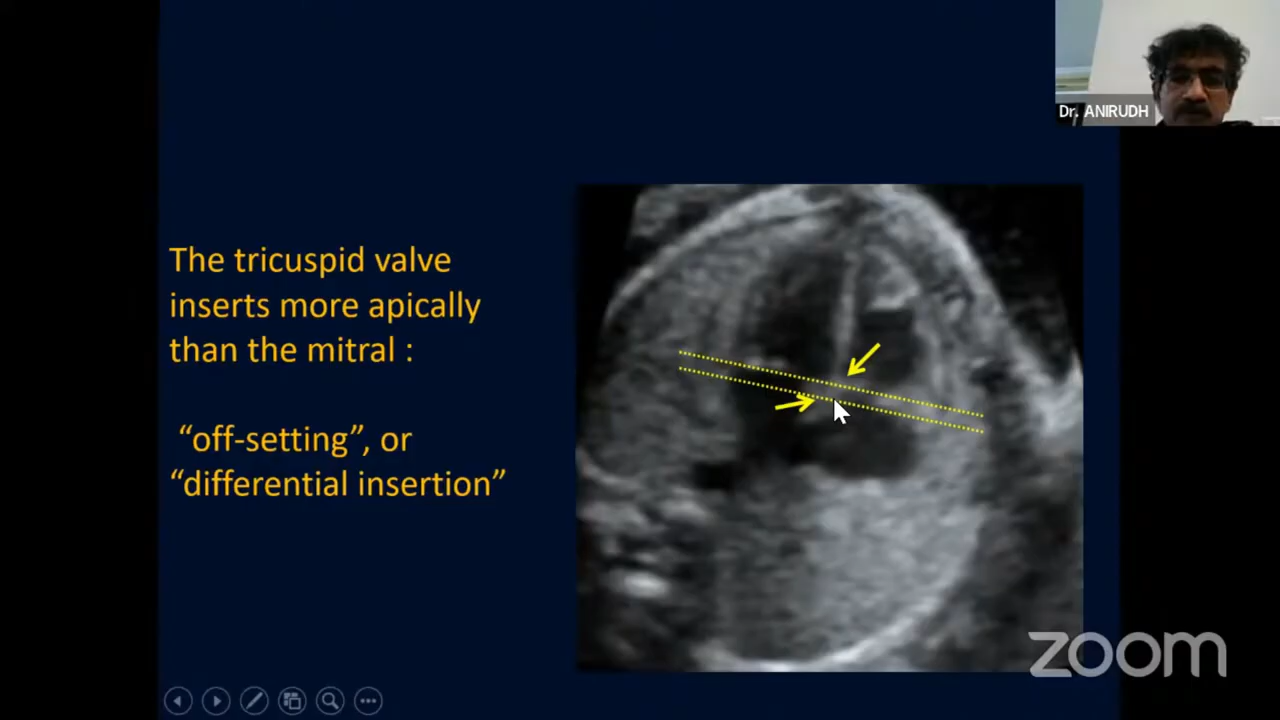 Dr. ANIRUDH
The tricuspid valve
inserts more apically
than the mitral :
“off-setting”, or
“differential insertion”
zoom